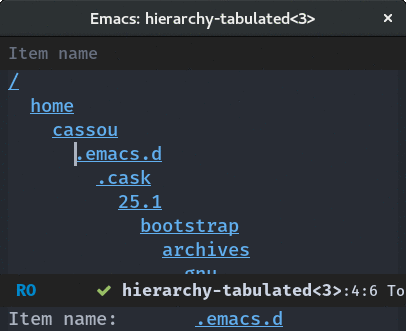 Emacs: hierarchy-tabulated<3> ×
Item name
/
home
cassou
.emacs.d
.cask
25.1
bootstrap
archives
gnu
RO ✔ hierarchy-tabulated<3>:4:6 To
Item name: .emacs.d